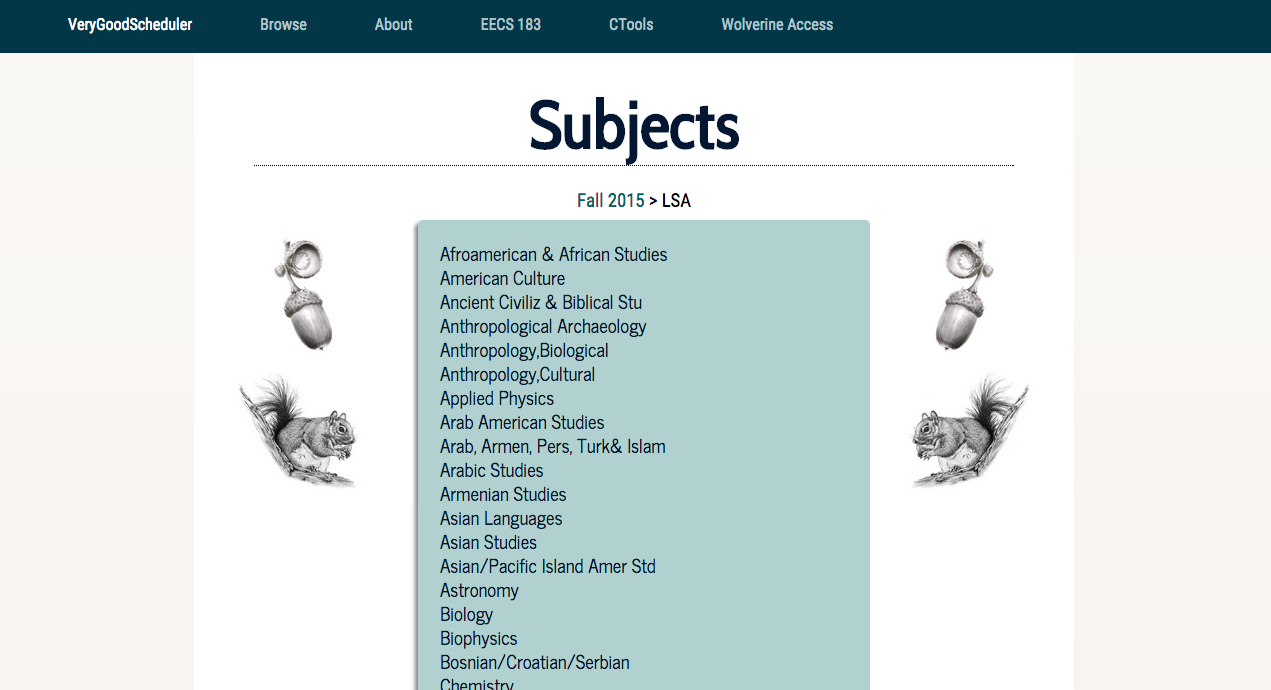 VeryGoodScheduler Browse About EECS 183 CTools Wolverine Access
Subjects
Fall 2015 > LSA
Afroamerican & African Studies
American Culture
Ancient Civiliz & Biblical Stu
Anthropological Archaeology
Anthropology,Biological
Anthropology,Cultural
Applied Physics
Arab American Studies
Arab, Armen, Pers, Turk& Islam
Arabic Studies
Armenian Studies
Asian Languages
Asian Studies
Asian/Pacific Island Amer Std
Astronomy
Biology
Biophysics
Bosnian/Croatian/Serbian
Chemistry